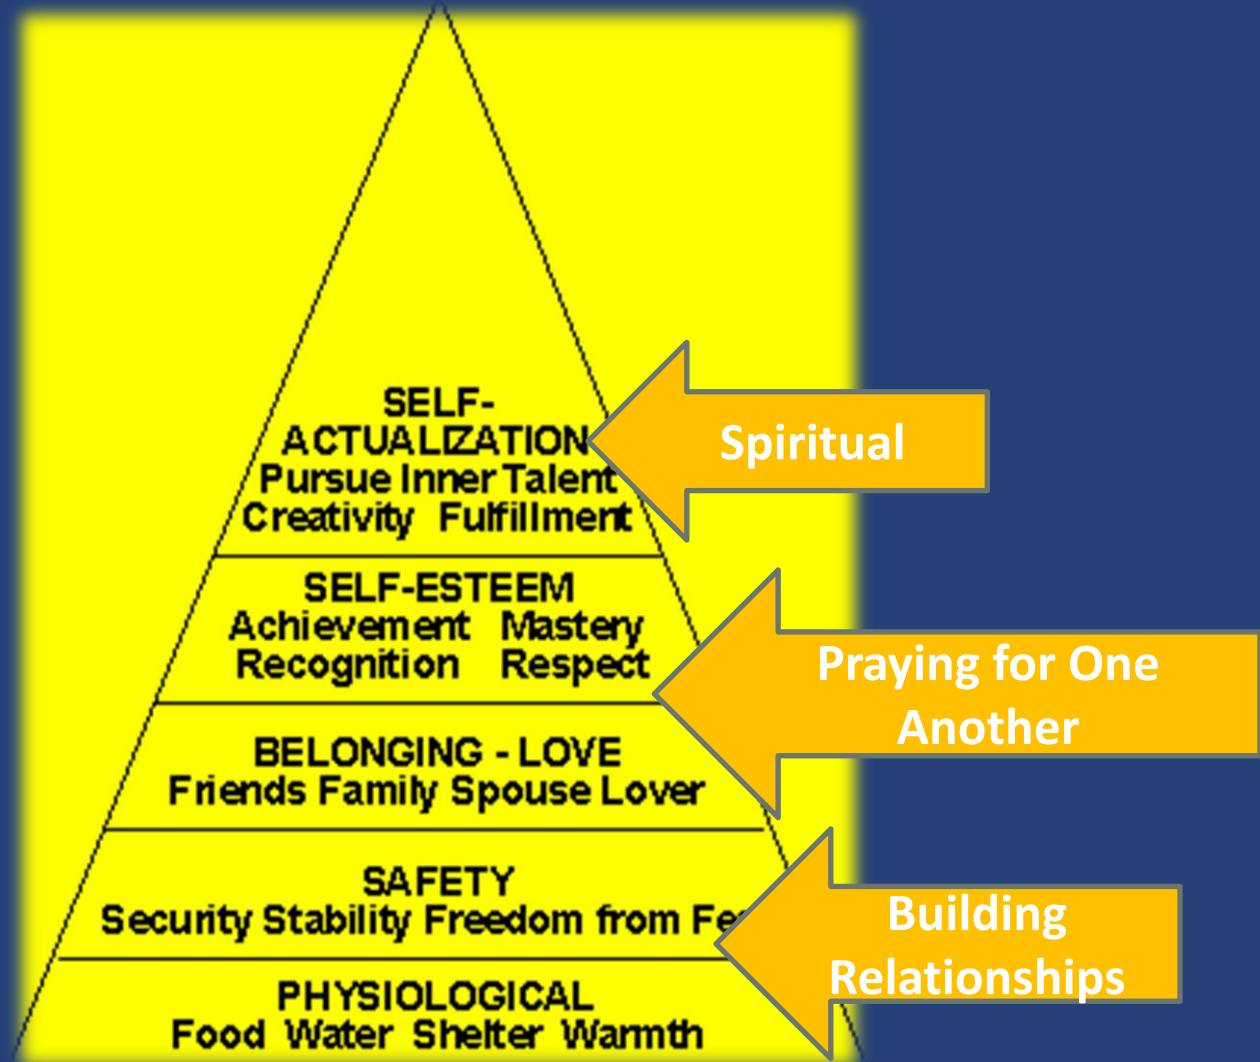 SELF-
ACTUALIZATION
Pursue Inner Talent
Creativity Fulfillment
Spiritual
SELF-ESTEEM
Achievement Mastery
Recognition Respect
Praying for One
Another
BELONGING - LOVE
Friends Family Spouse Lover
SAFETY
Security Stability Freedom from
Building
Relationships
PHYSIOLOGICAL
Food Water Shelter Warmth